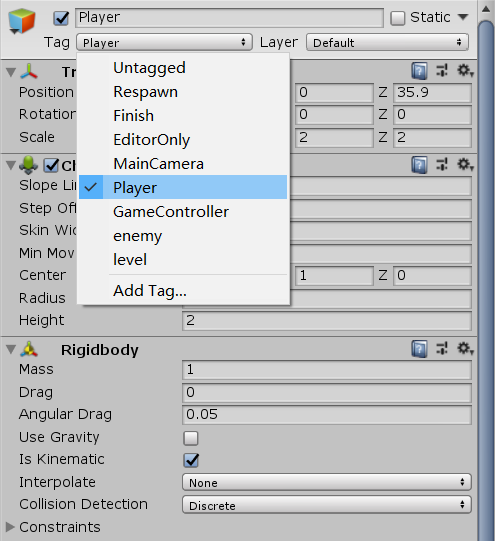 Player Static
Tag Player Layer Default
Untagged
Respawn
Finish
EditorOnly
MainCamera
Player
GameController
enemy
level
Add Tag...
Tr
Position 0 Z 35.9
Rotation 0 Z 0
Scale 2 Z 2
Ch
Slope Li
Step Off
Skin Wid
Min Mov
Center 1 Z 0
Radius
Height 2
Rigidbody
Mass 1
Drag 0
Angular Drag 0.05
Use Gravity
Is Kinematic
Interpolate None
Collision Detection Discrete
Constraints